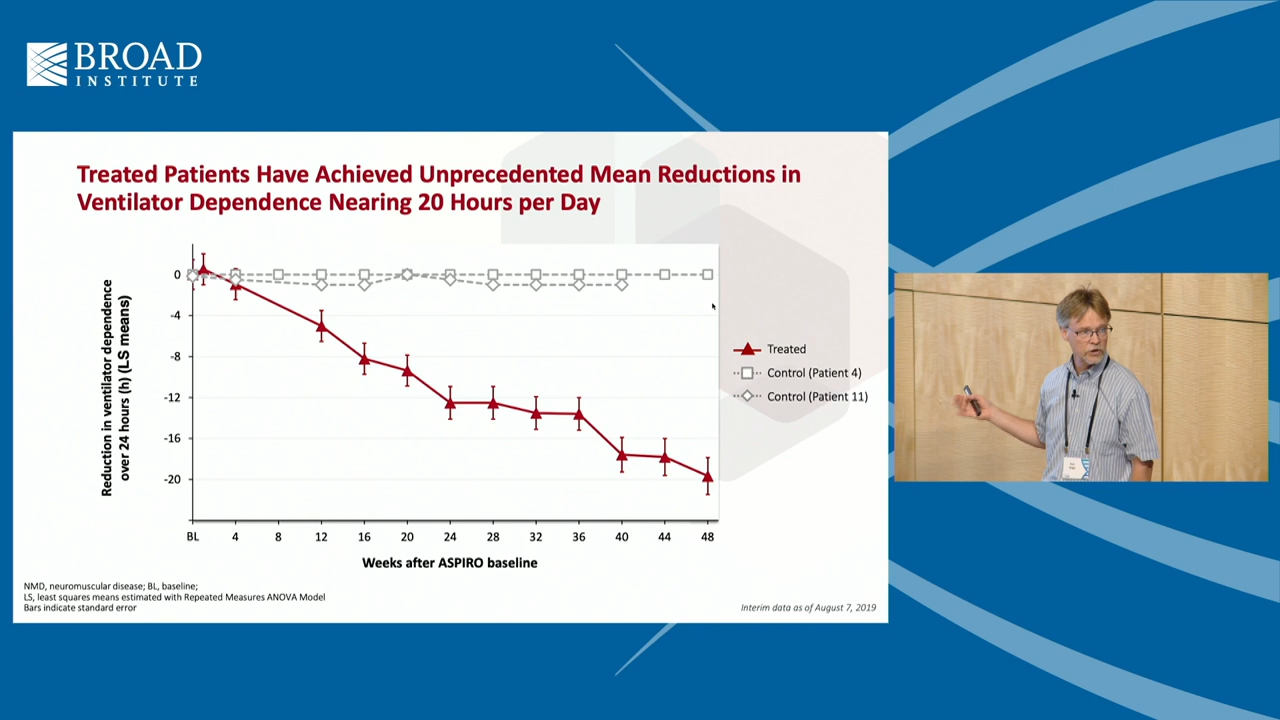 BROAD
INSTITUTE
Treated Patients Have Achieved Unprecedented Mean Reductions in
Ventilator Dependence Nearing 20 Hours per Day
Reduction in ventilator dependence
over 24 hours (h) (LS means)
0
-4
-8
-12
-16
-20
BL 4 8 12 16 20 24 28 32 36 40 44 48
Weeks after ASPIRO baseline
Treated
Control (Patient 4)
Control (Patient 11)
NMD, neuromuscular disease; BL, baseline;
LS, least squares means estimated with Repeated Measures ANOVA Model
Bars indicate standard error
Interim data as of August 7, 2019